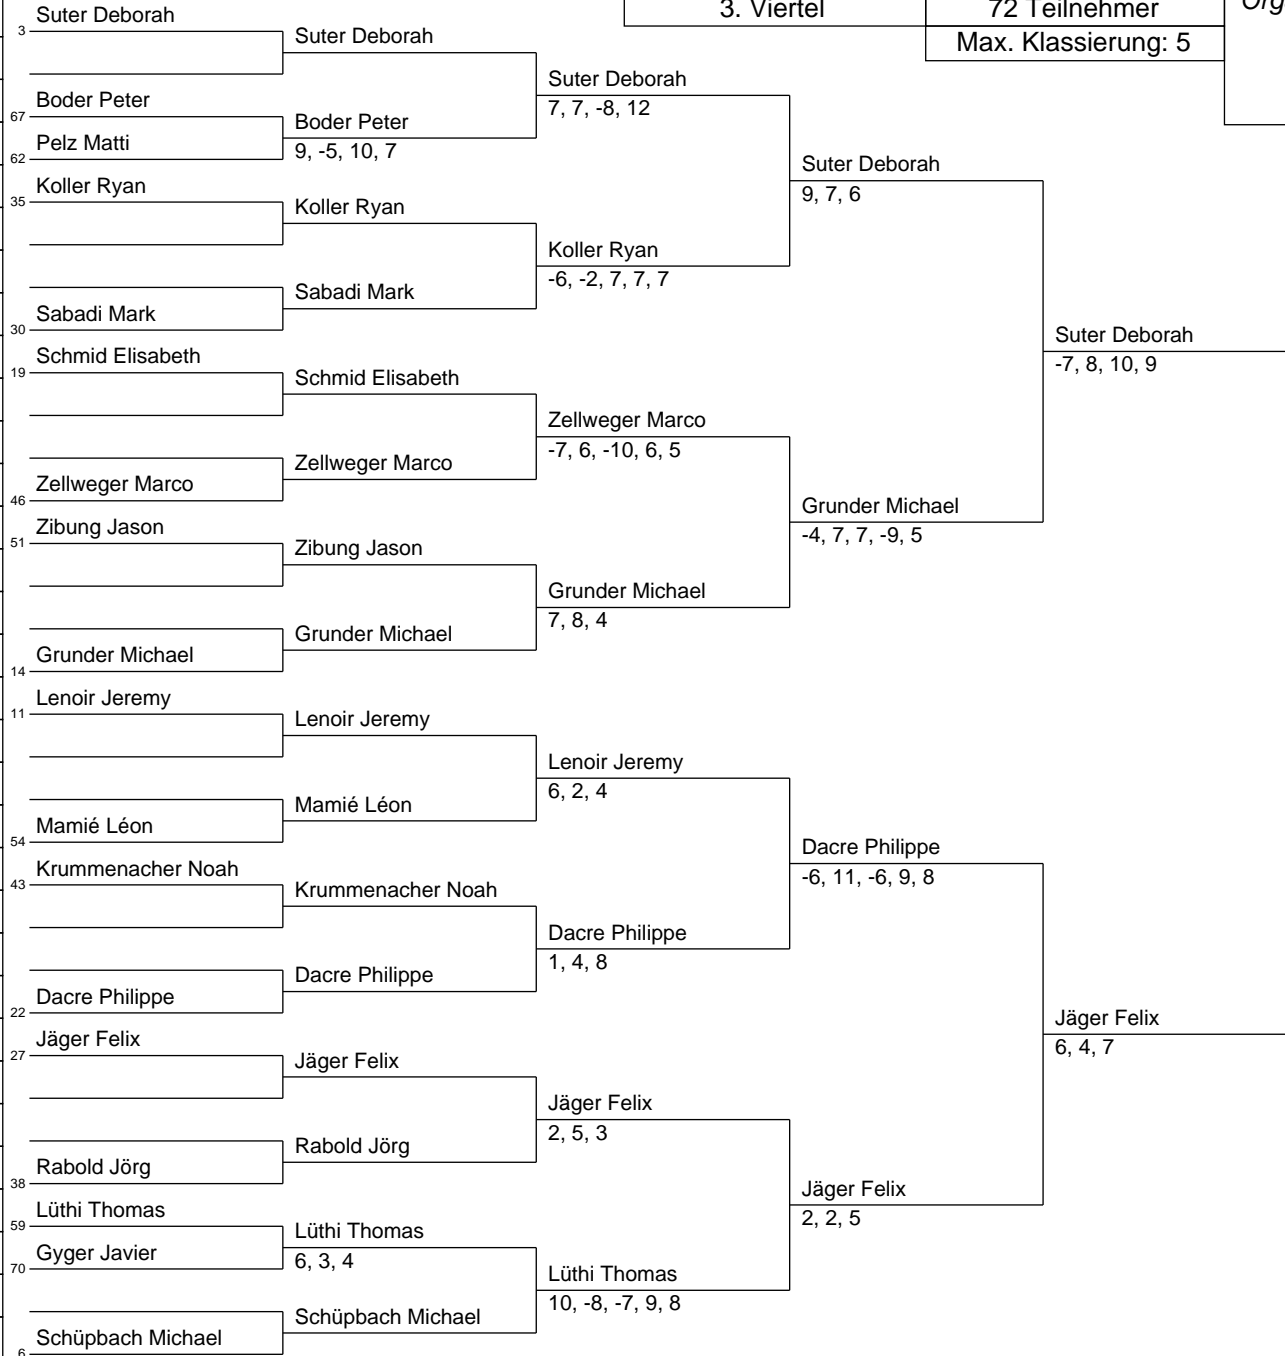 3. Viertel
72 Teilnehmer
Max. Klassierung: 5
3
Suter Deborah
67
Boder Peter
62
Pelz Matti
35
Koller Ryan
30
Sabadi Mark
19
Schmid Elisabeth
46
Zellweger Marco
51
Zibung Jason
14
Grunder Michael
11
Lenoir Jeremy
54
Mamié Léon
43
Krummenacher Noah
22
Dacre Philippe
27
Jäger Felix
38
Rabold Jörg
59
Lüthi Thomas
70
Gyger Javier
6
Schüpbach Michael
Suter Deborah
Boder Peter
9, -5, 10, 7
Koller Ryan
Sabadi Mark
Schmid Elisabeth
Zellweger Marco
Zibung Jason
Grunder Michael
Lenoir Jeremy
Mamié Léon
Krummenacher Noah
Dacre Philippe
Jäger Felix
Rabold Jörg
Lüthi Thomas
6, 3, 4
Schüpbach Michael
Suter Deborah
7, 7, -8, 12
Koller Ryan
-6, -2, 7, 7, 7
Zellweger Marco
-7, 6, -10, 6, 5
Grunder Michael
7, 8, 4
Lenoir Jeremy
6, 2, 4
Dacre Philippe
1, 4, 8
Jäger Felix
2, 5, 3
Lüthi Thomas
10, -8, -7, 9, 8
Suter Deborah
9, 7, 6
Grunder Michael
-4, 7, 7, -9, 5
Dacre Philippe
-6, 11, -6, 9, 8
Jäger Felix
2, 2, 5
Suter Deborah
-7, 8, 10, 9
Jäger Felix
6, 4, 7